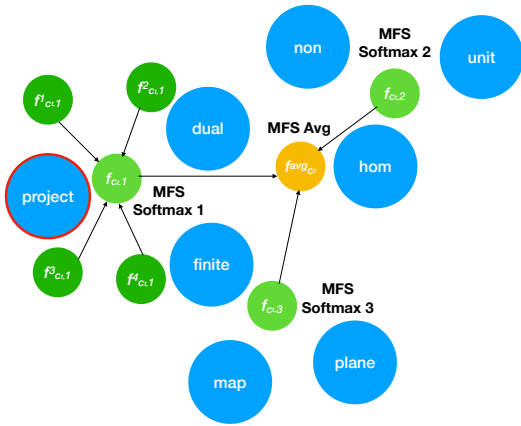 non
MFS
Softmax 2
unit
f¹c₍t₎,1
f²c₍t₎,1
fc₍t₎,2
dual
MFS Avg
project
fc₍t₎,1
MFS
Softmax 1
fᵃᵛᵍc₍t₎
hom
f³c₍t₎,1
f⁴c₍t₎,1
finite
fc₍t₎,3
MFS
Softmax 3
map
plane